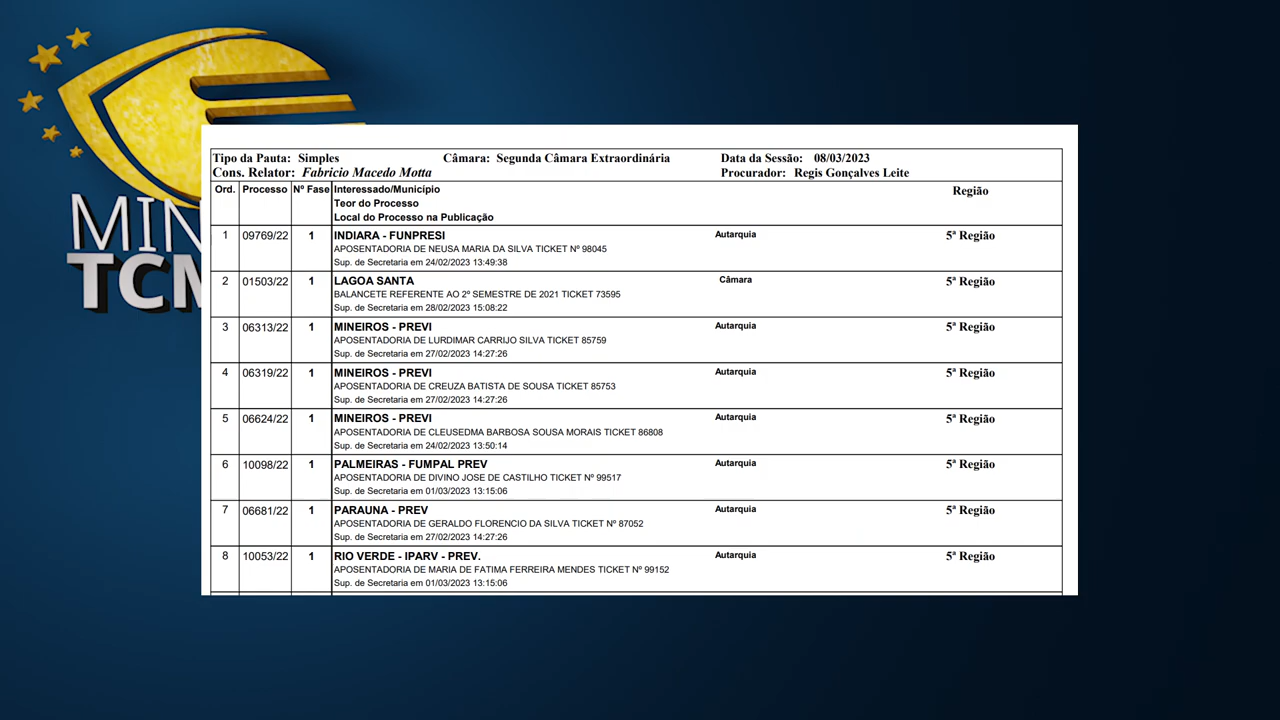 MIN
TCM
Tipo da Pauta: Simples Câmara: Segunda Câmara Extraordinária Data da Sessão: 08/03/2023
Cons. Relator: Fabricio Macedo Motta Procurador: Regis Gonçalves Leite
Ord. Processo Nº Fase Interessado/Município Região
Teor do Processo
Local do Processo na Publicação
1 09769/22 1 INDIARA - FUNPRESI Autarquia 5ª Região
APOSENTADORIA DE NEUSA MARIA DA SILVA TICKET Nº 98045
Sup. de Secretaria em 24/02/2023 13:49:38
2 01503/22 1 LAGOA SANTA Câmara 5ª Região
BALANCETE REFERENTE AO 2º SEMESTRE DE 2021 TICKET 73595
Sup. de Secretaria em 28/02/2023 15:08:22
3 06313/22 1 MINEIROS - PREVI Autarquia 5ª Região
APOSENTADORIA DE LURDIMAR CARRIJO SILVA TICKET 85759
Sup. de Secretaria em 27/02/2023 14:27:26
4 06319/22 1 MINEIROS - PREVI Autarquia 5ª Região
APOSENTADORIA DE CREUZA BATISTA DE SOUSA TICKET 85753
Sup. de Secretaria em 27/02/2023 14:27:26
5 06624/22 1 MINEIROS - PREVI Autarquia 5ª Região
APOSENTADORIA DE CLEUSEDMA BARBOSA SOUSA MORAIS TICKET 86808
Sup. de Secretaria em 24/02/2023 13:50:14
6 10098/22 1 PALMEIRAS - FUMPAL PREV Autarquia 5ª Região
APOSENTADORIA DE DIVINO JOSE DE CASTILHO TICKET Nº 99517
Sup. de Secretaria em 01/03/2023 13:15:06
7 06681/22 1 PARAUNA - PREV Autarquia 5ª Região
APOSENTADORIA DE GERALDO FLORENCIO DA SILVA TICKET Nº 87052
Sup. de Secretaria em 27/02/2023 14:27:26
8 10053/22 1 RIO VERDE - IPARV - PREV. Autarquia 5ª Região
APOSENTADORIA DE MARIA DE FATIMA FERREIRA MENDES TICKET Nº 99152
Sup. de Secretaria em 01/03/2023 13:15:06